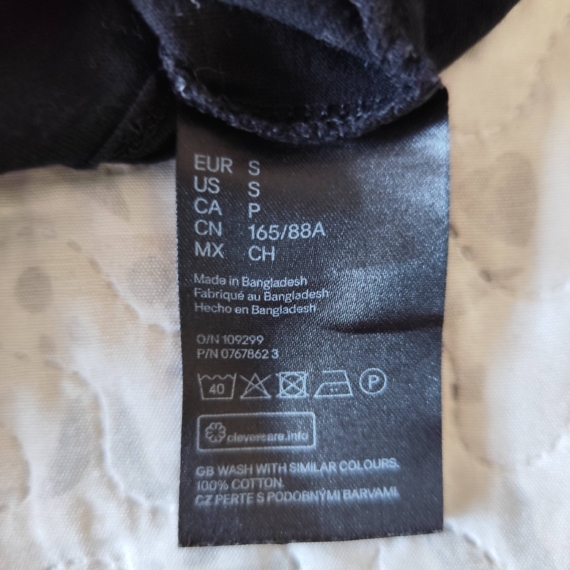 EUR S
US S
CA P
CN 165/88A
MX CH
Made in Bangladesh
Fabriqué au Bangladesh
Hecho en Bangladesh
O/N 109299
P/N 0767862 3
40 P
clevercare.info
GB WASH WITH SIMILAR COLOURS.
100% COTTON.
CZ PERTE S PODOBNÝMI BARVAMI.